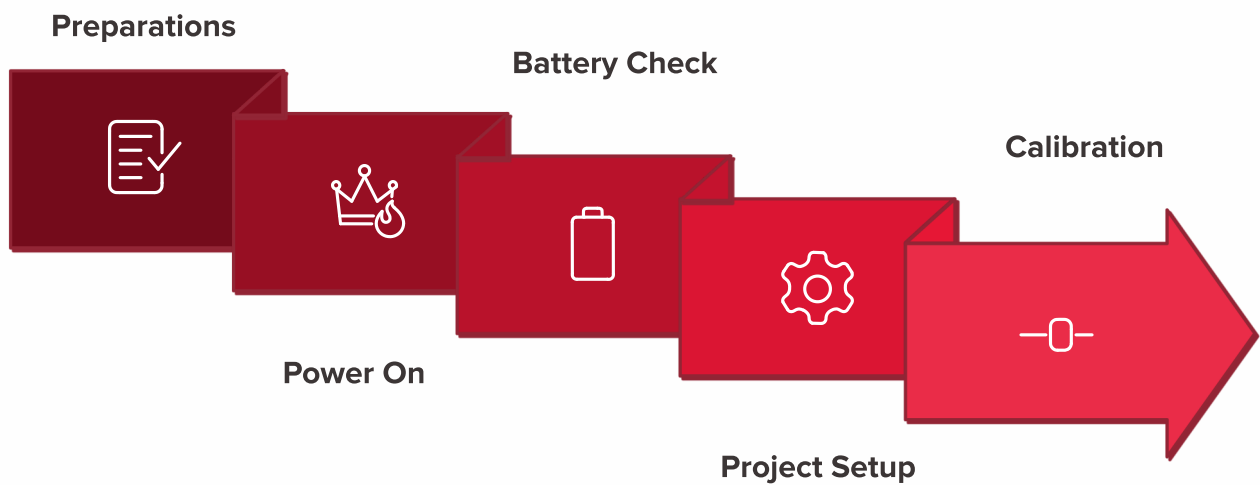 Preparations
Power On
Battery Check
Project Setup
Calibration